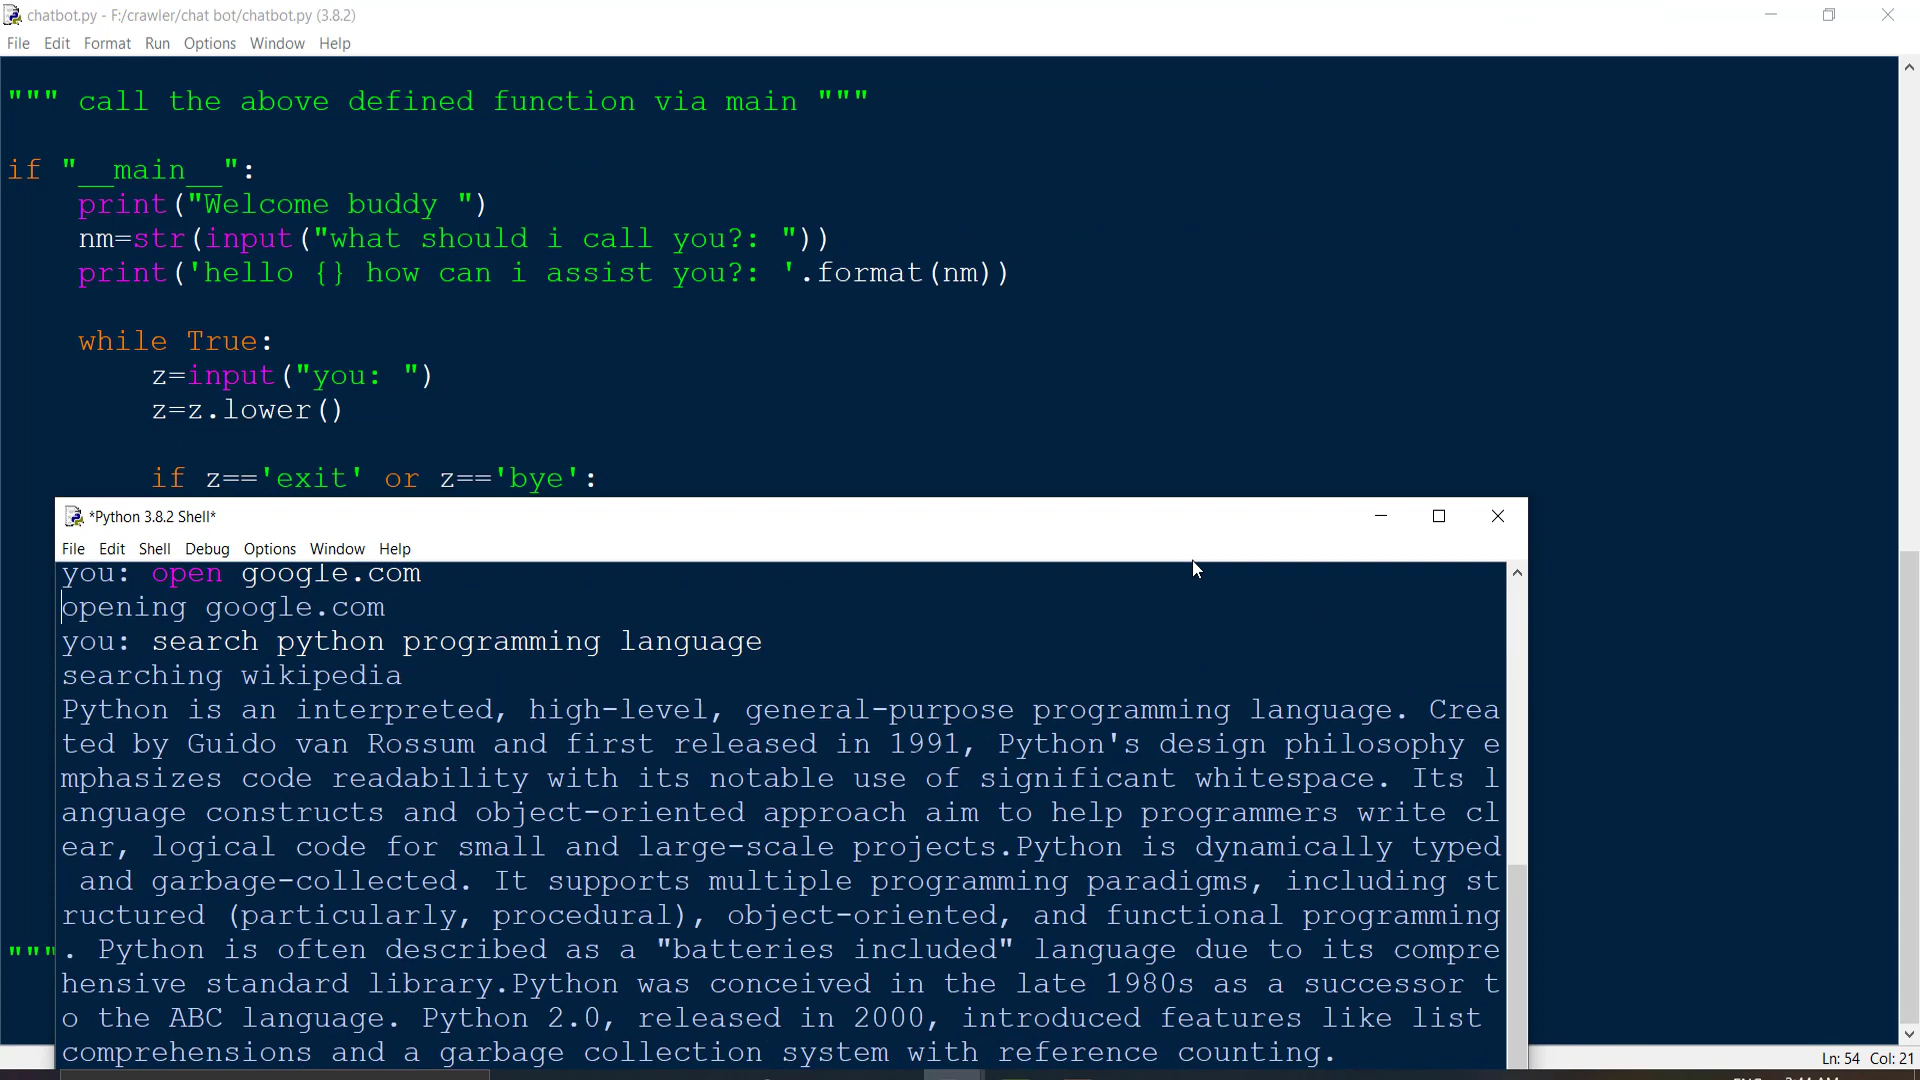 chatbot.py - F:/crawler/chat bot/chatbot.py (3.8.2)
File Edit Format Run Options Window Help
""" call the above defined function via main """
if "__main__":
print("Welcome buddy ")
nm=str(input("what should i call you?: "))
print('hello {} how can i assist you?: '.format(nm))
while True:
z=input("you: ")
z=z.lower()
if z=='exit' or z=='bye':
*Python 3.8.2 Shell*
File Edit Shell Debug Options Window Help
you: open google.com
opening google.com
you: search python programming language
searching wikipedia
Python is an interpreted, high-level, general-purpose programming language. Crea
ted by Guido van Rossum and first released in 1991, Python's design philosophy e
mphasizes code readability with its notable use of significant whitespace. Its l
anguage constructs and object-oriented approach aim to help programmers write cl
ear, logical code for small and large-scale projects.Python is dynamically typed
and garbage-collected. It supports multiple programming paradigms, including st
ructured (particularly, procedural), object-oriented, and functional programming
""" . Python is often described as a "batteries included" language due to its compre
hensive standard library.Python was conceived in the late 1980s as a successor t
o the ABC language. Python 2.0, released in 2000, introduced features like list
comprehensions and a garbage collection system with reference counting.
Ln: 54 Col: 21